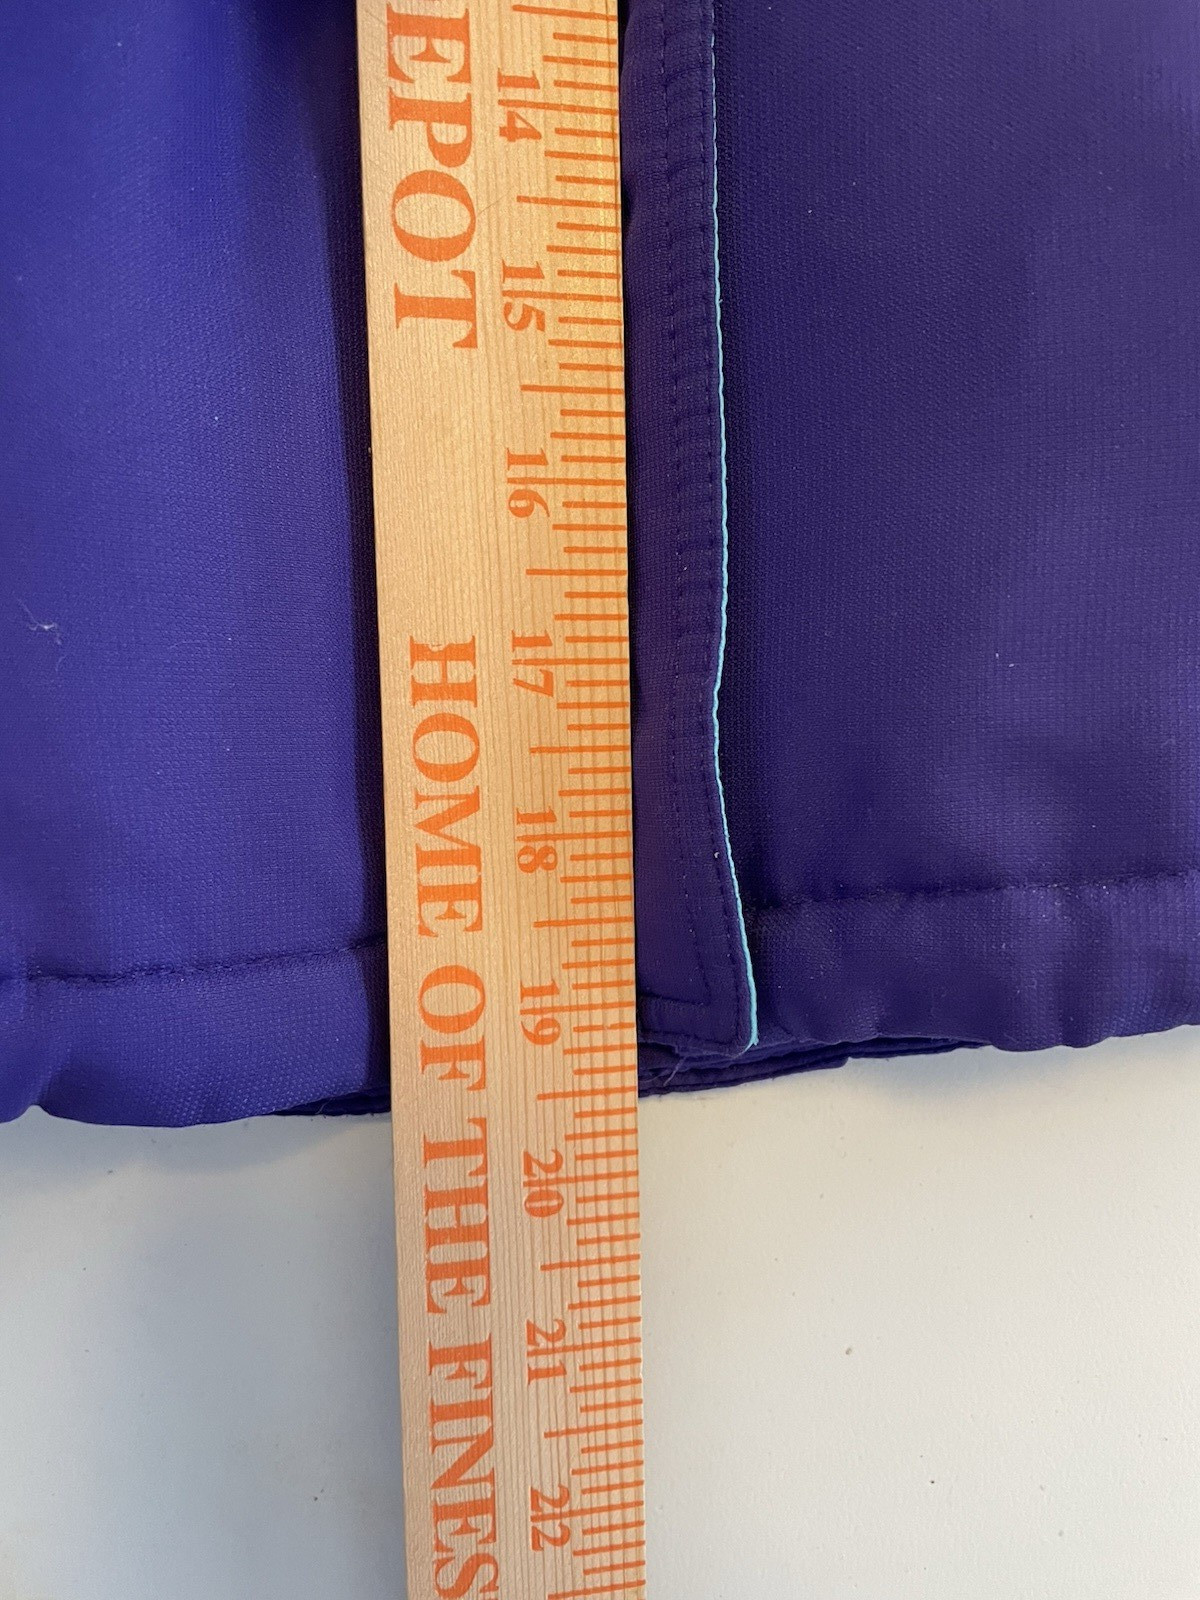 EPOT HOME OF THE FINES
14 15 16 17 18 19 20 21 22